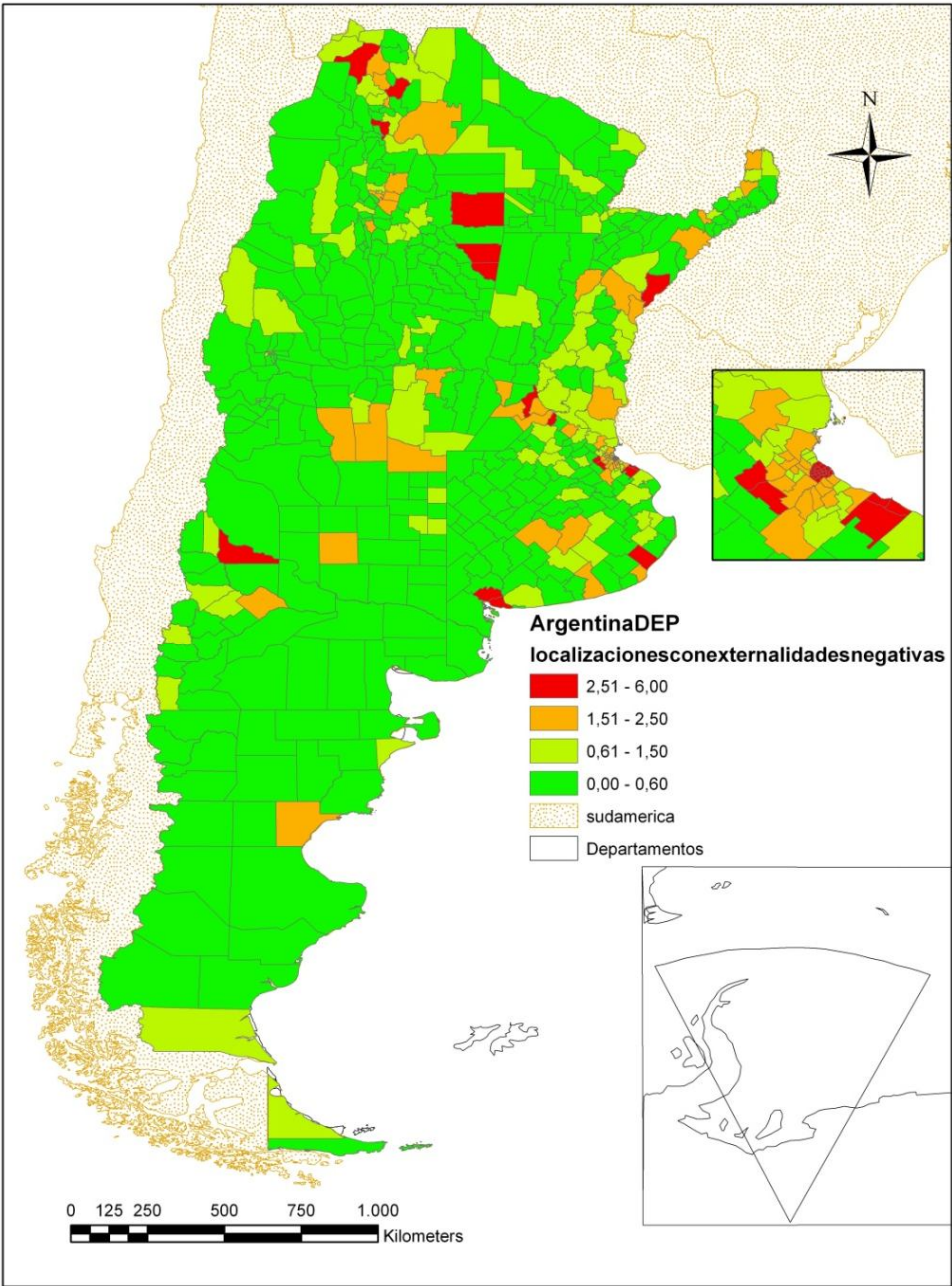 N
ArgentinaDEP
localizacionesconexternalidadesnegativas
2,51 - 6,00
1,51 - 2,50
0,61 - 1,50
0,00 - 0,60
sudamerica
Departamentos
0 125 250 500 750 1.000
Kilometers